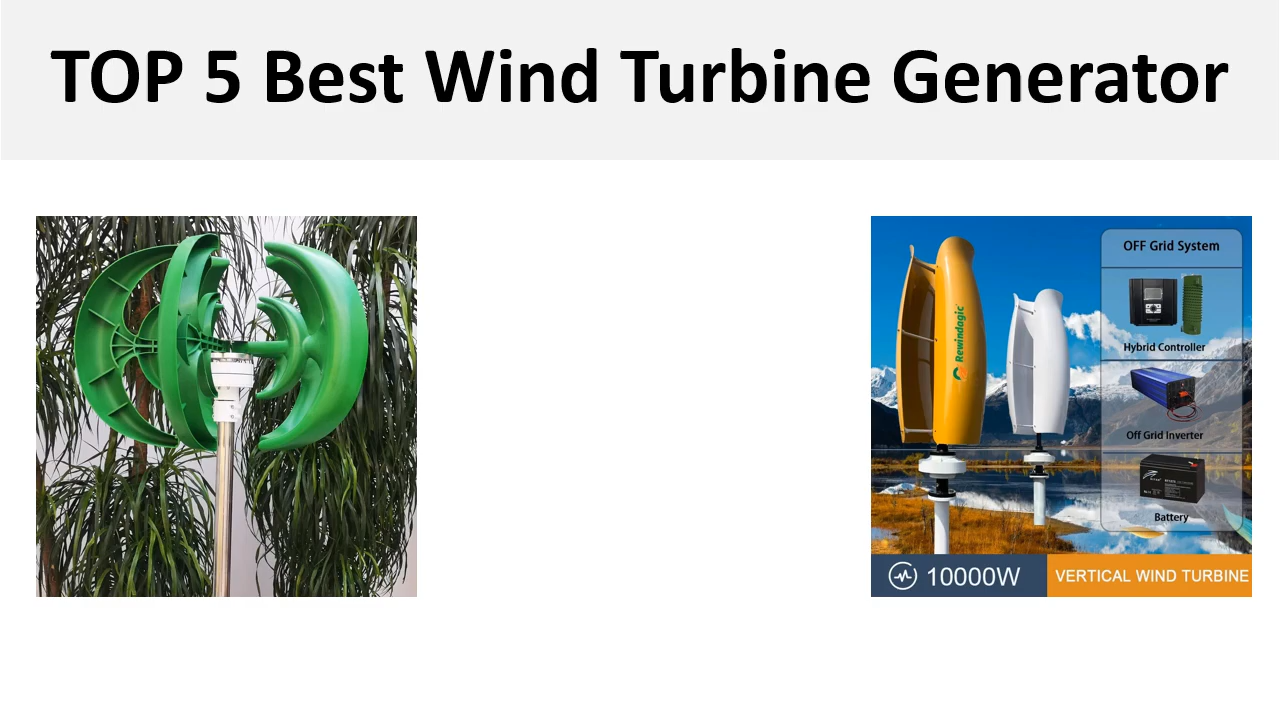 TOP 5 Best Wind Turbine Generator
OFF Grid System
Rewindogic
Hybrid Controller
Off Grid Inverter
Battery
10000W
VERTICAL WIND TURBINE